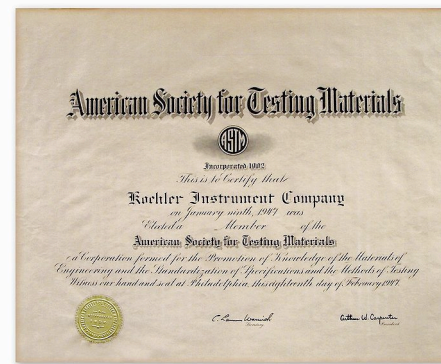 American Society for Testing Materials
ASTM
Incorporated 1902
This is to Certify that
Koehler Instrument Company
on January ninth, 1947 was
Elected a Member of the
American Society for Testing Materials
a Corporation formed for the Promotion of Knowledge of the Materials of
Engineering and the Standardization of Specifications and the Methods of Testing
Witness our hand and seal at Philadelphia, this eighteenth day of February 1947.
C. L. Warwick Arthur W. Carpenter
Secretary President